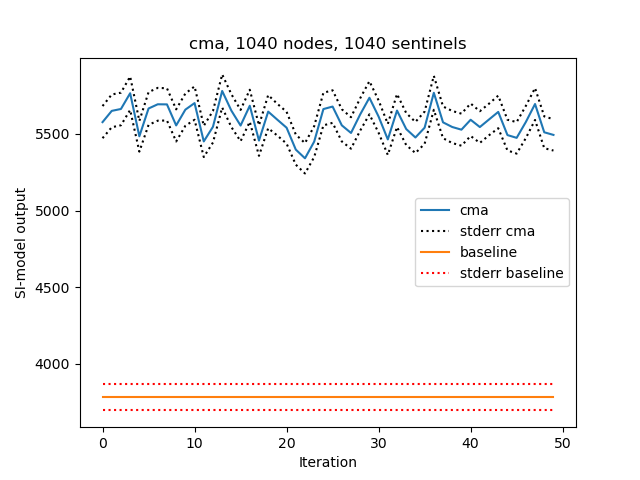 cma, 1040 nodes, 1040 sentinels
SI-model output
5500
5000
4500
4000
cma
stderr cma
baseline
stderr baseline
0 10 20 30 40 50
Iteration